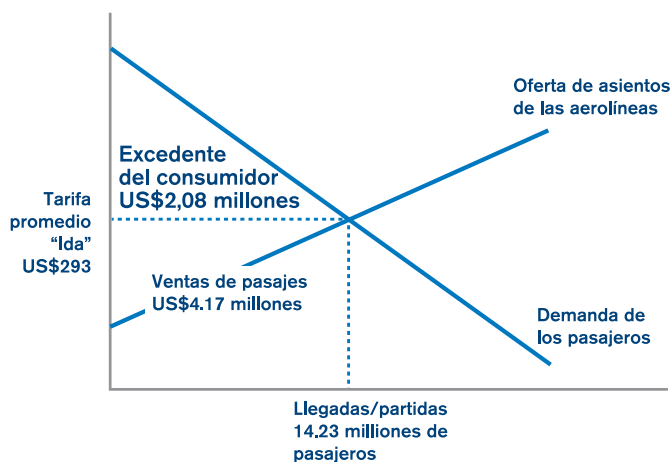 Oferta de asientos
de las aerolíneas
Excedente
del consumidor
US$2,08 millones
Tarifa
promedio
“Ida”
US$293
Ventas de pasajes
US$4.17 millones
Demanda de
los pasajeros
Llegadas/partidas
14.23 millones de
pasajeros